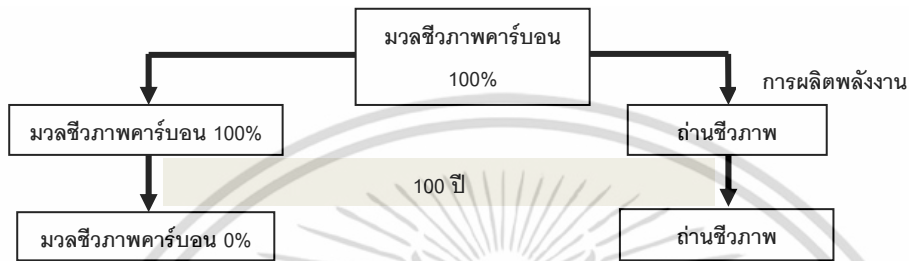 มวลชีวภาพคาร์บอน
100%
การผลิตพลังงาน
มวลชีวภาพคาร์บอน 100%
ถ่านชีวภาพ
100 ปี
มวลชีวภาพคาร์บอน 0%
ถ่านชีวภาพ